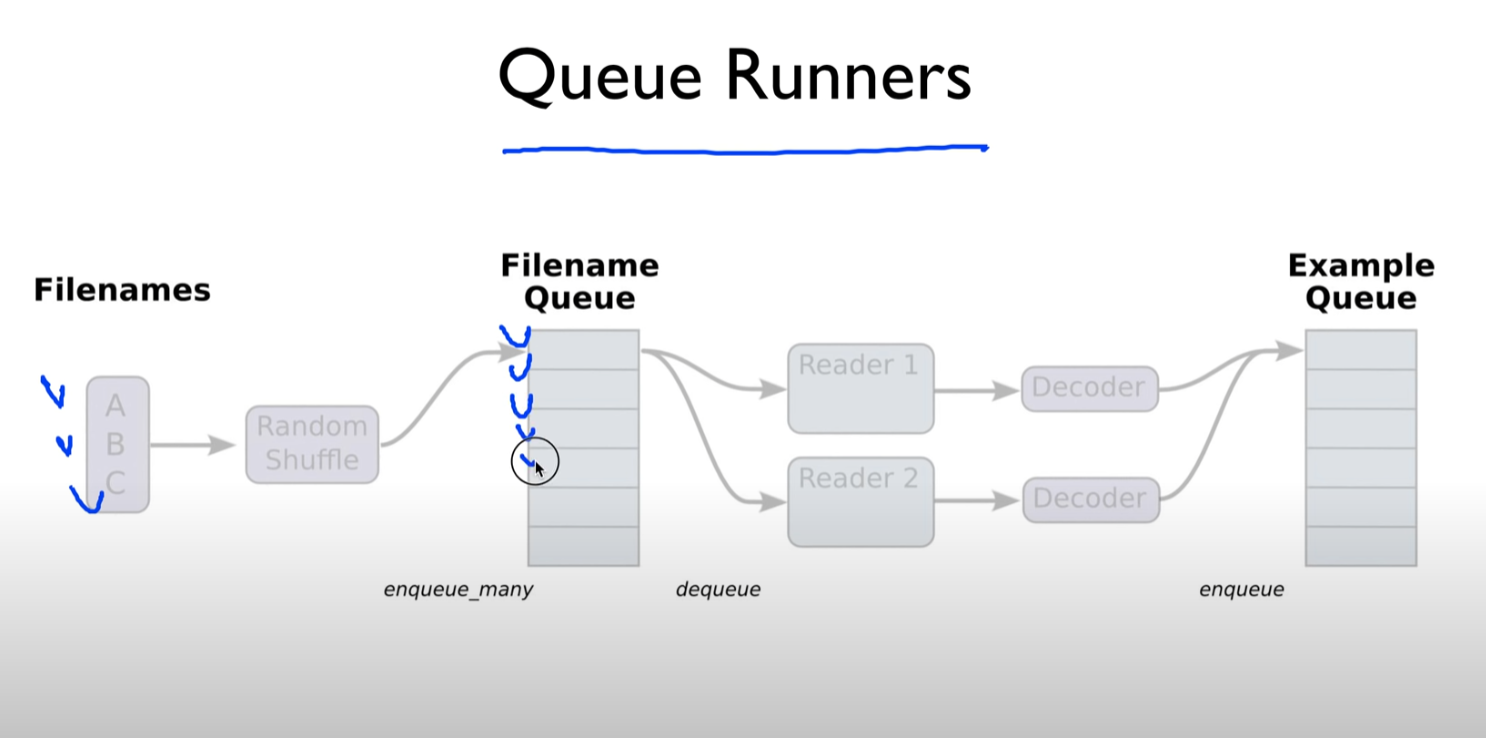 Queue Runners
Filenames
A
B
C
Random
Shuffle
Filename
Queue
enqueue_many
dequeue
Reader 1
Reader 2
Decoder
Decoder
enqueue
Example
Queue